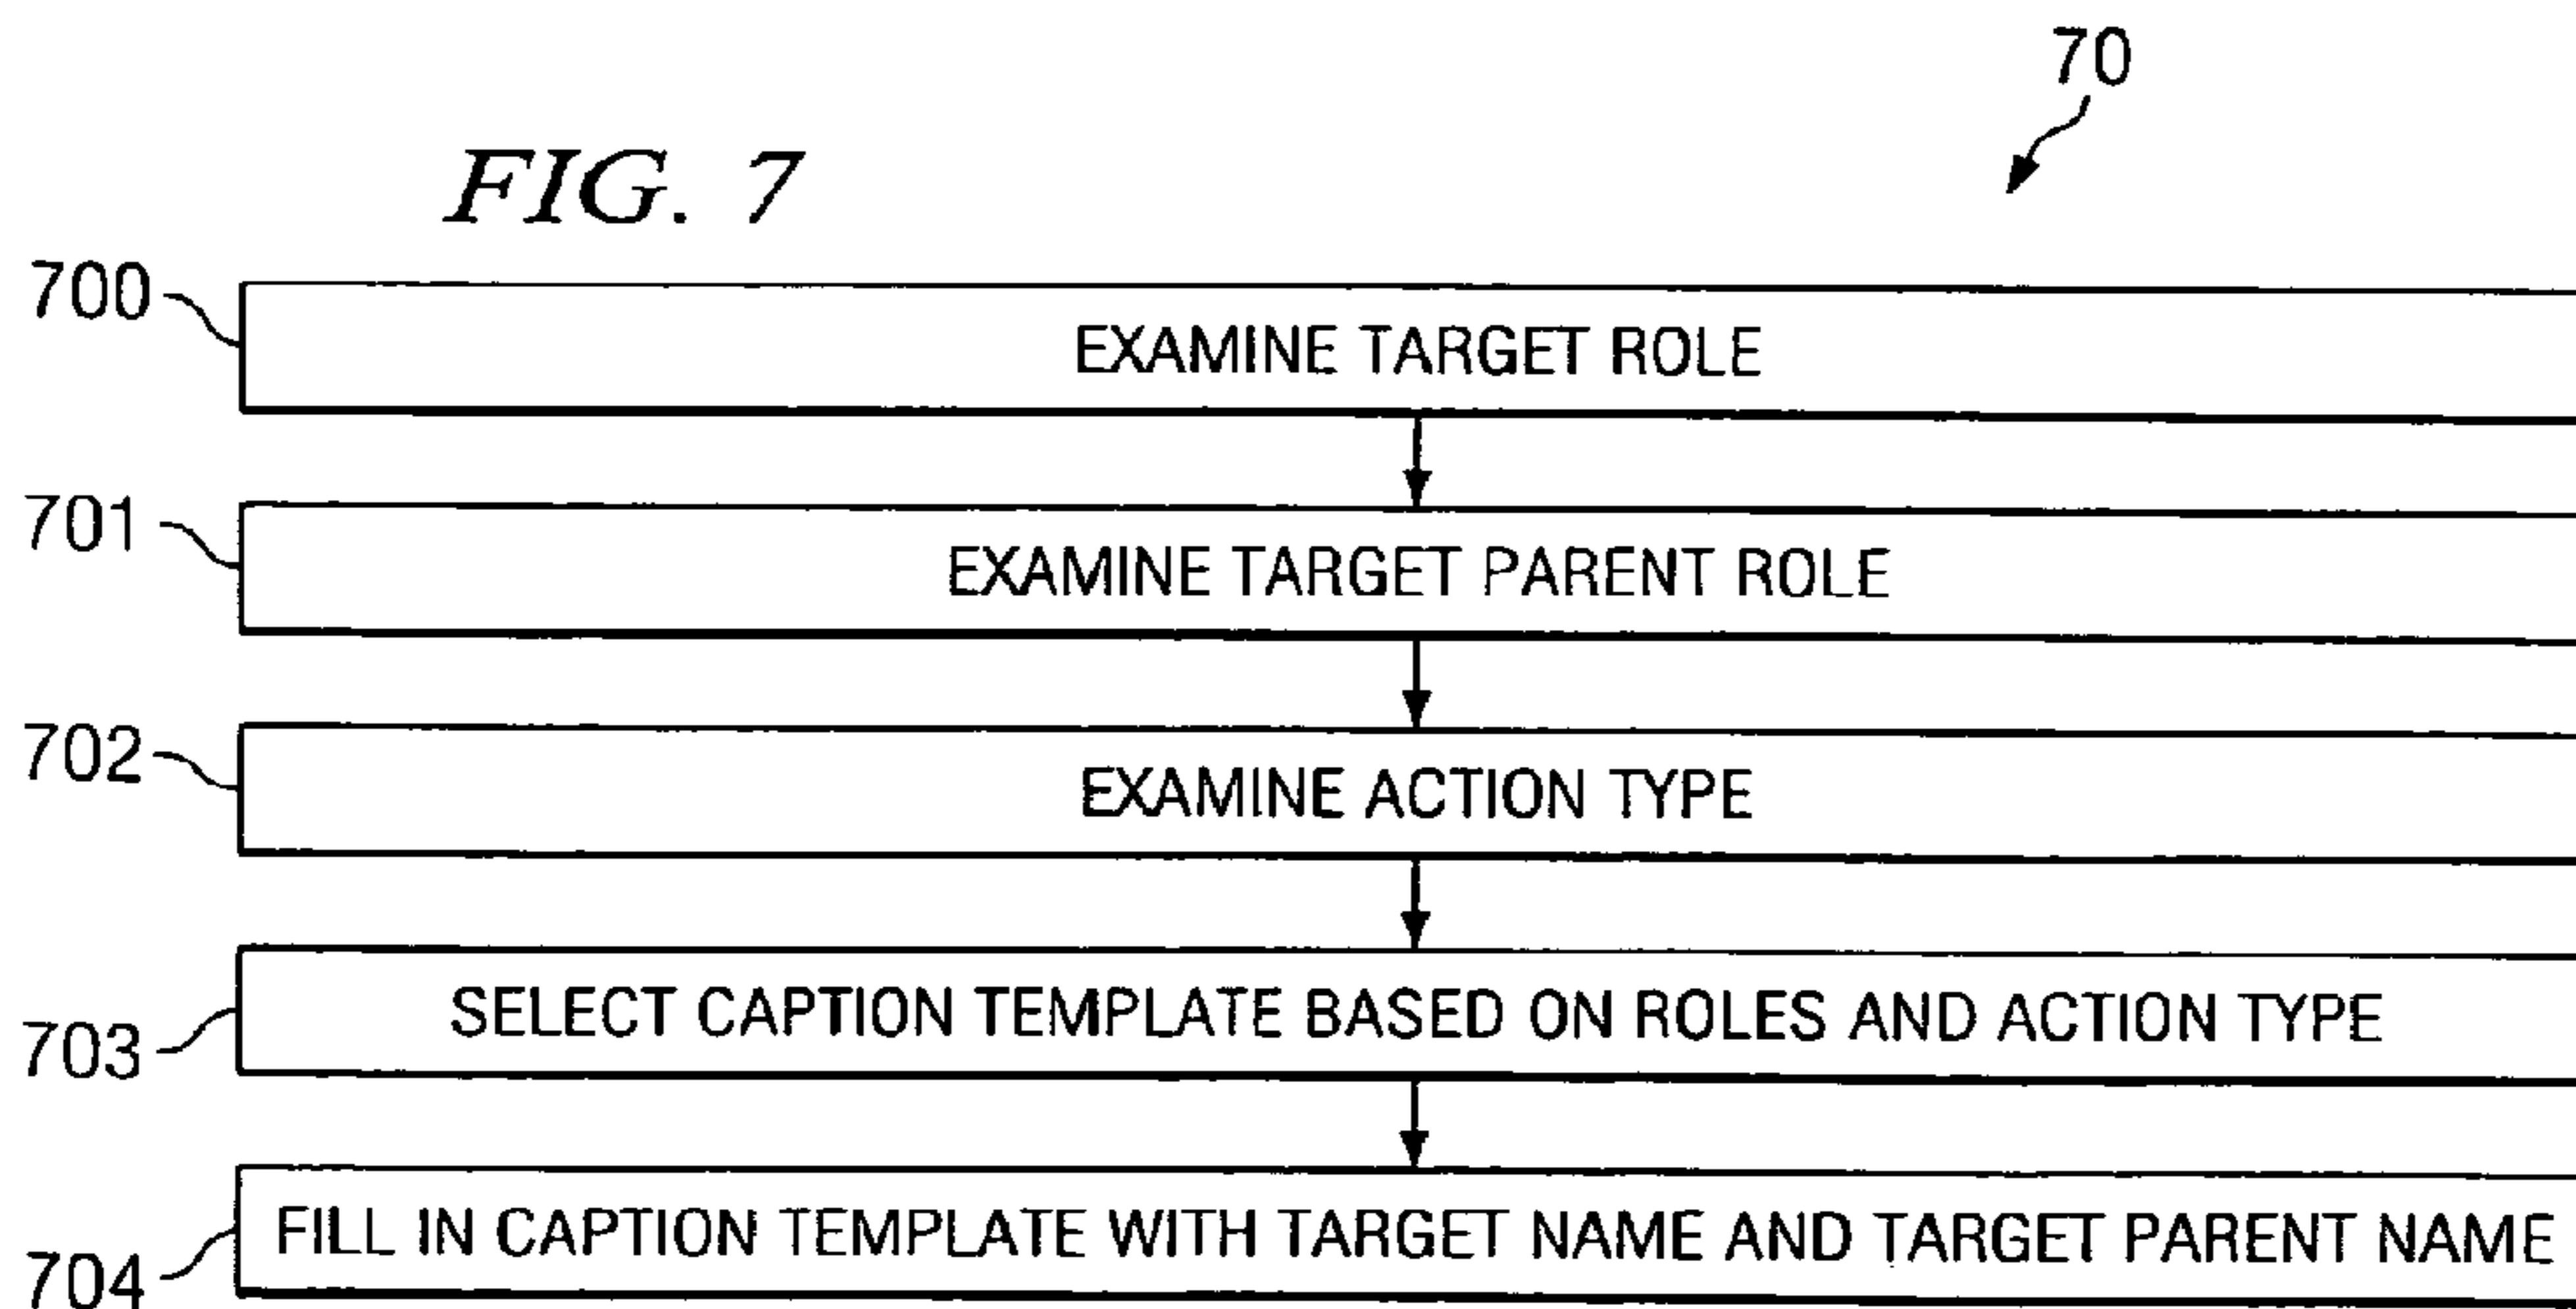 70
FIG. 7
700
EXAMINE TARGET ROLE
701
EXAMINE TARGET PARENT ROLE
702
EXAMINE ACTION TYPE
703
SELECT CAPTION TEMPLATE BASED ON ROLES AND ACTION TYPE
704
FILL IN CAPTION TEMPLATE WITH TARGET NAME AND TARGET PARENT NAME